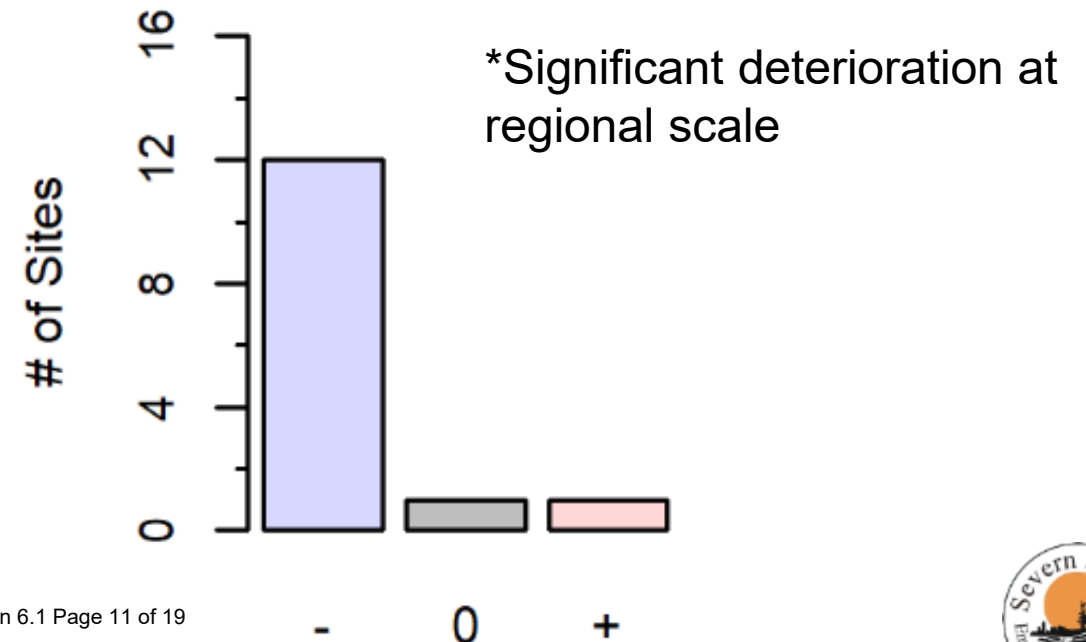 *Significant deterioration at
regional scale
# of Sites
16
12
8
4
0
- 0 +
6.1 Page 11 of 19
Severn